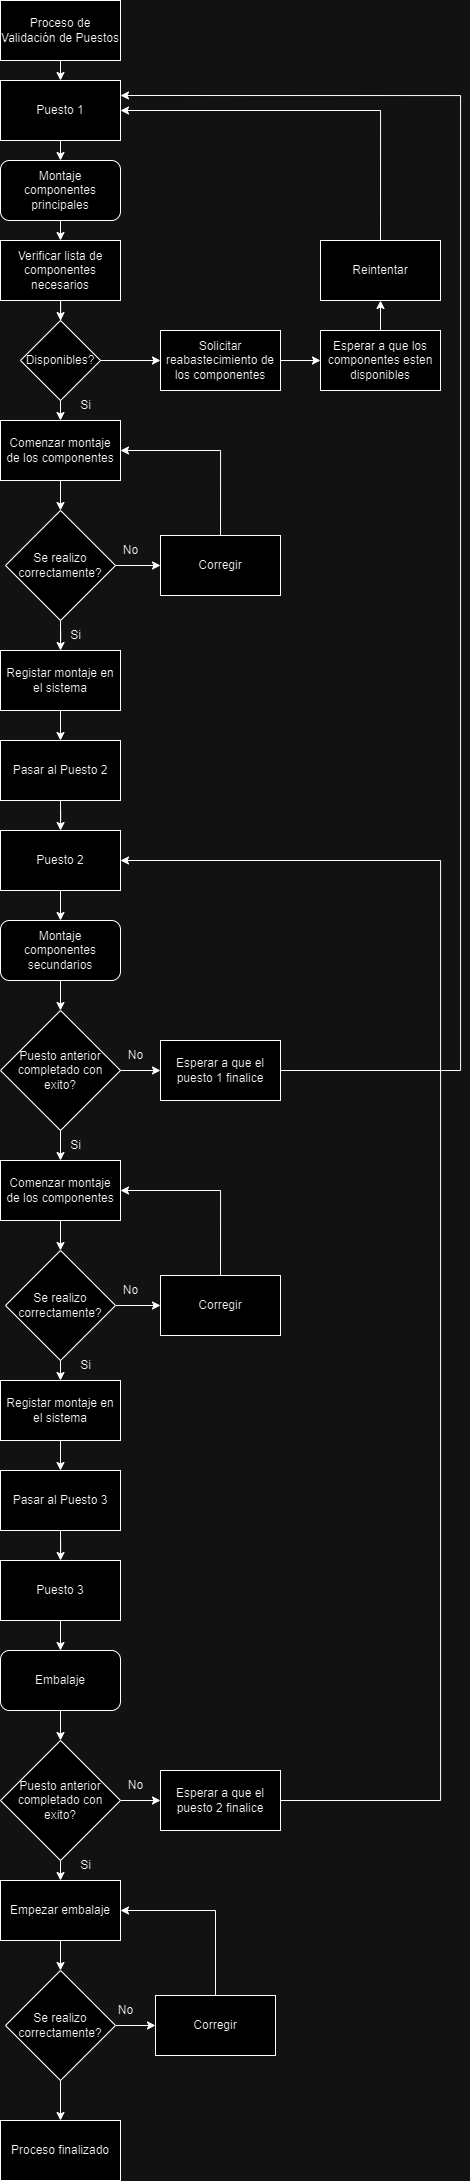 Proceso de
Validación de Puestos
Puesto 1
Montaje
componentes
principales
Verificar lista de
componentes
necesarios
Reintentar
Disponibles?
Solicitar
reabastecimiento de
los componentes
Esperar a que los
componentes esten
disponibles
Si
Comenzar montaje
de los componentes
Se realizo
correctamente?
No
Corregir
Si
Registar montaje en
el sistema
Pasar al Puesto 2
Puesto 2
Montaje
componentes
secundarios
Puesto anterior
completado con
exito?
No
Esperar a que el
puesto 1 finalice
Si
Comenzar montaje
de los componentes
Se realizo
correctamente?
No
Corregir
Si
Registar montaje en
el sistema
Pasar al Puesto 3
Puesto 3
Embalaje
Puesto anterior
completado con
exito?
No
Esperar a que el
puesto 2 finalice
Si
Empezar embalaje
Se realizo
correctamente?
No
Corregir
Proceso finalizado